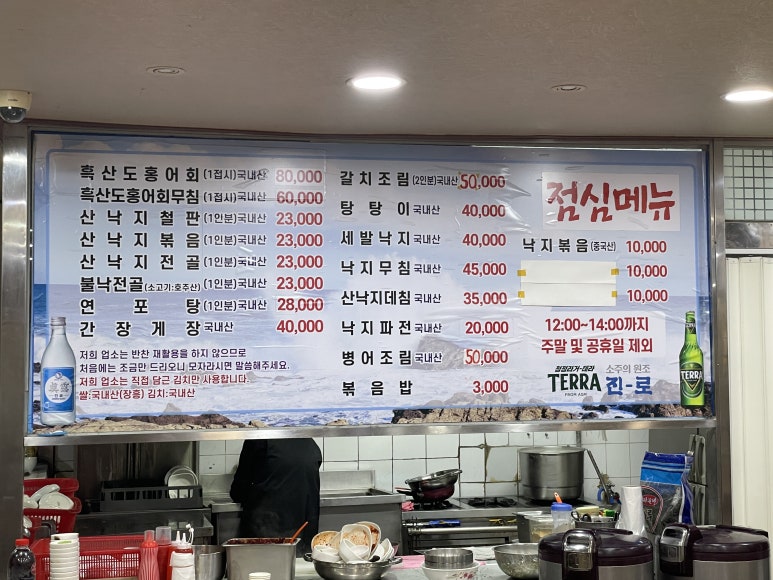 흑산도홍어회 (1접시)국내산 80,000
흑산도홍어회무침 (1접시)국내산 60,000
산낙지철판 (1인분)국내산 23,000
산낙지볶음 (1인분)국내산 23,000
산낙지전골 (1인분)국내산 23,000
불낙전골 (소고기:호주산) (1인분)국내산 23,000
연포탕 (1인분)국내산 28,000
간장게장 국내산 40,000
저희 업소는 반찬 재활용을 하지 않으므로
처음에는 조금만 드리오니 모자라시면 말씀해주세요.
저희 업소는 직접 담근 김치만 사용합니다.
쌀:국내산(장흥) 김치:국내산
갈치조림 (2인분)국내산 50,000
탕탕이 국내산 40,000
세발낙지 국내산 40,000
낙지무침 국내산 45,000
산낙지데침 국내산 35,000
낙지파전 국내산 20,000
병어조림 국내산 50,000
볶음밥 3,000
점심메뉴
낙지볶음(중국산) 10,000
10,000
10,000
12:00~14:00까지
주말 및 공휴일 제외
청정라거-테라
TERRA
FROM AGM
소주의 원조
진-로
TERRA